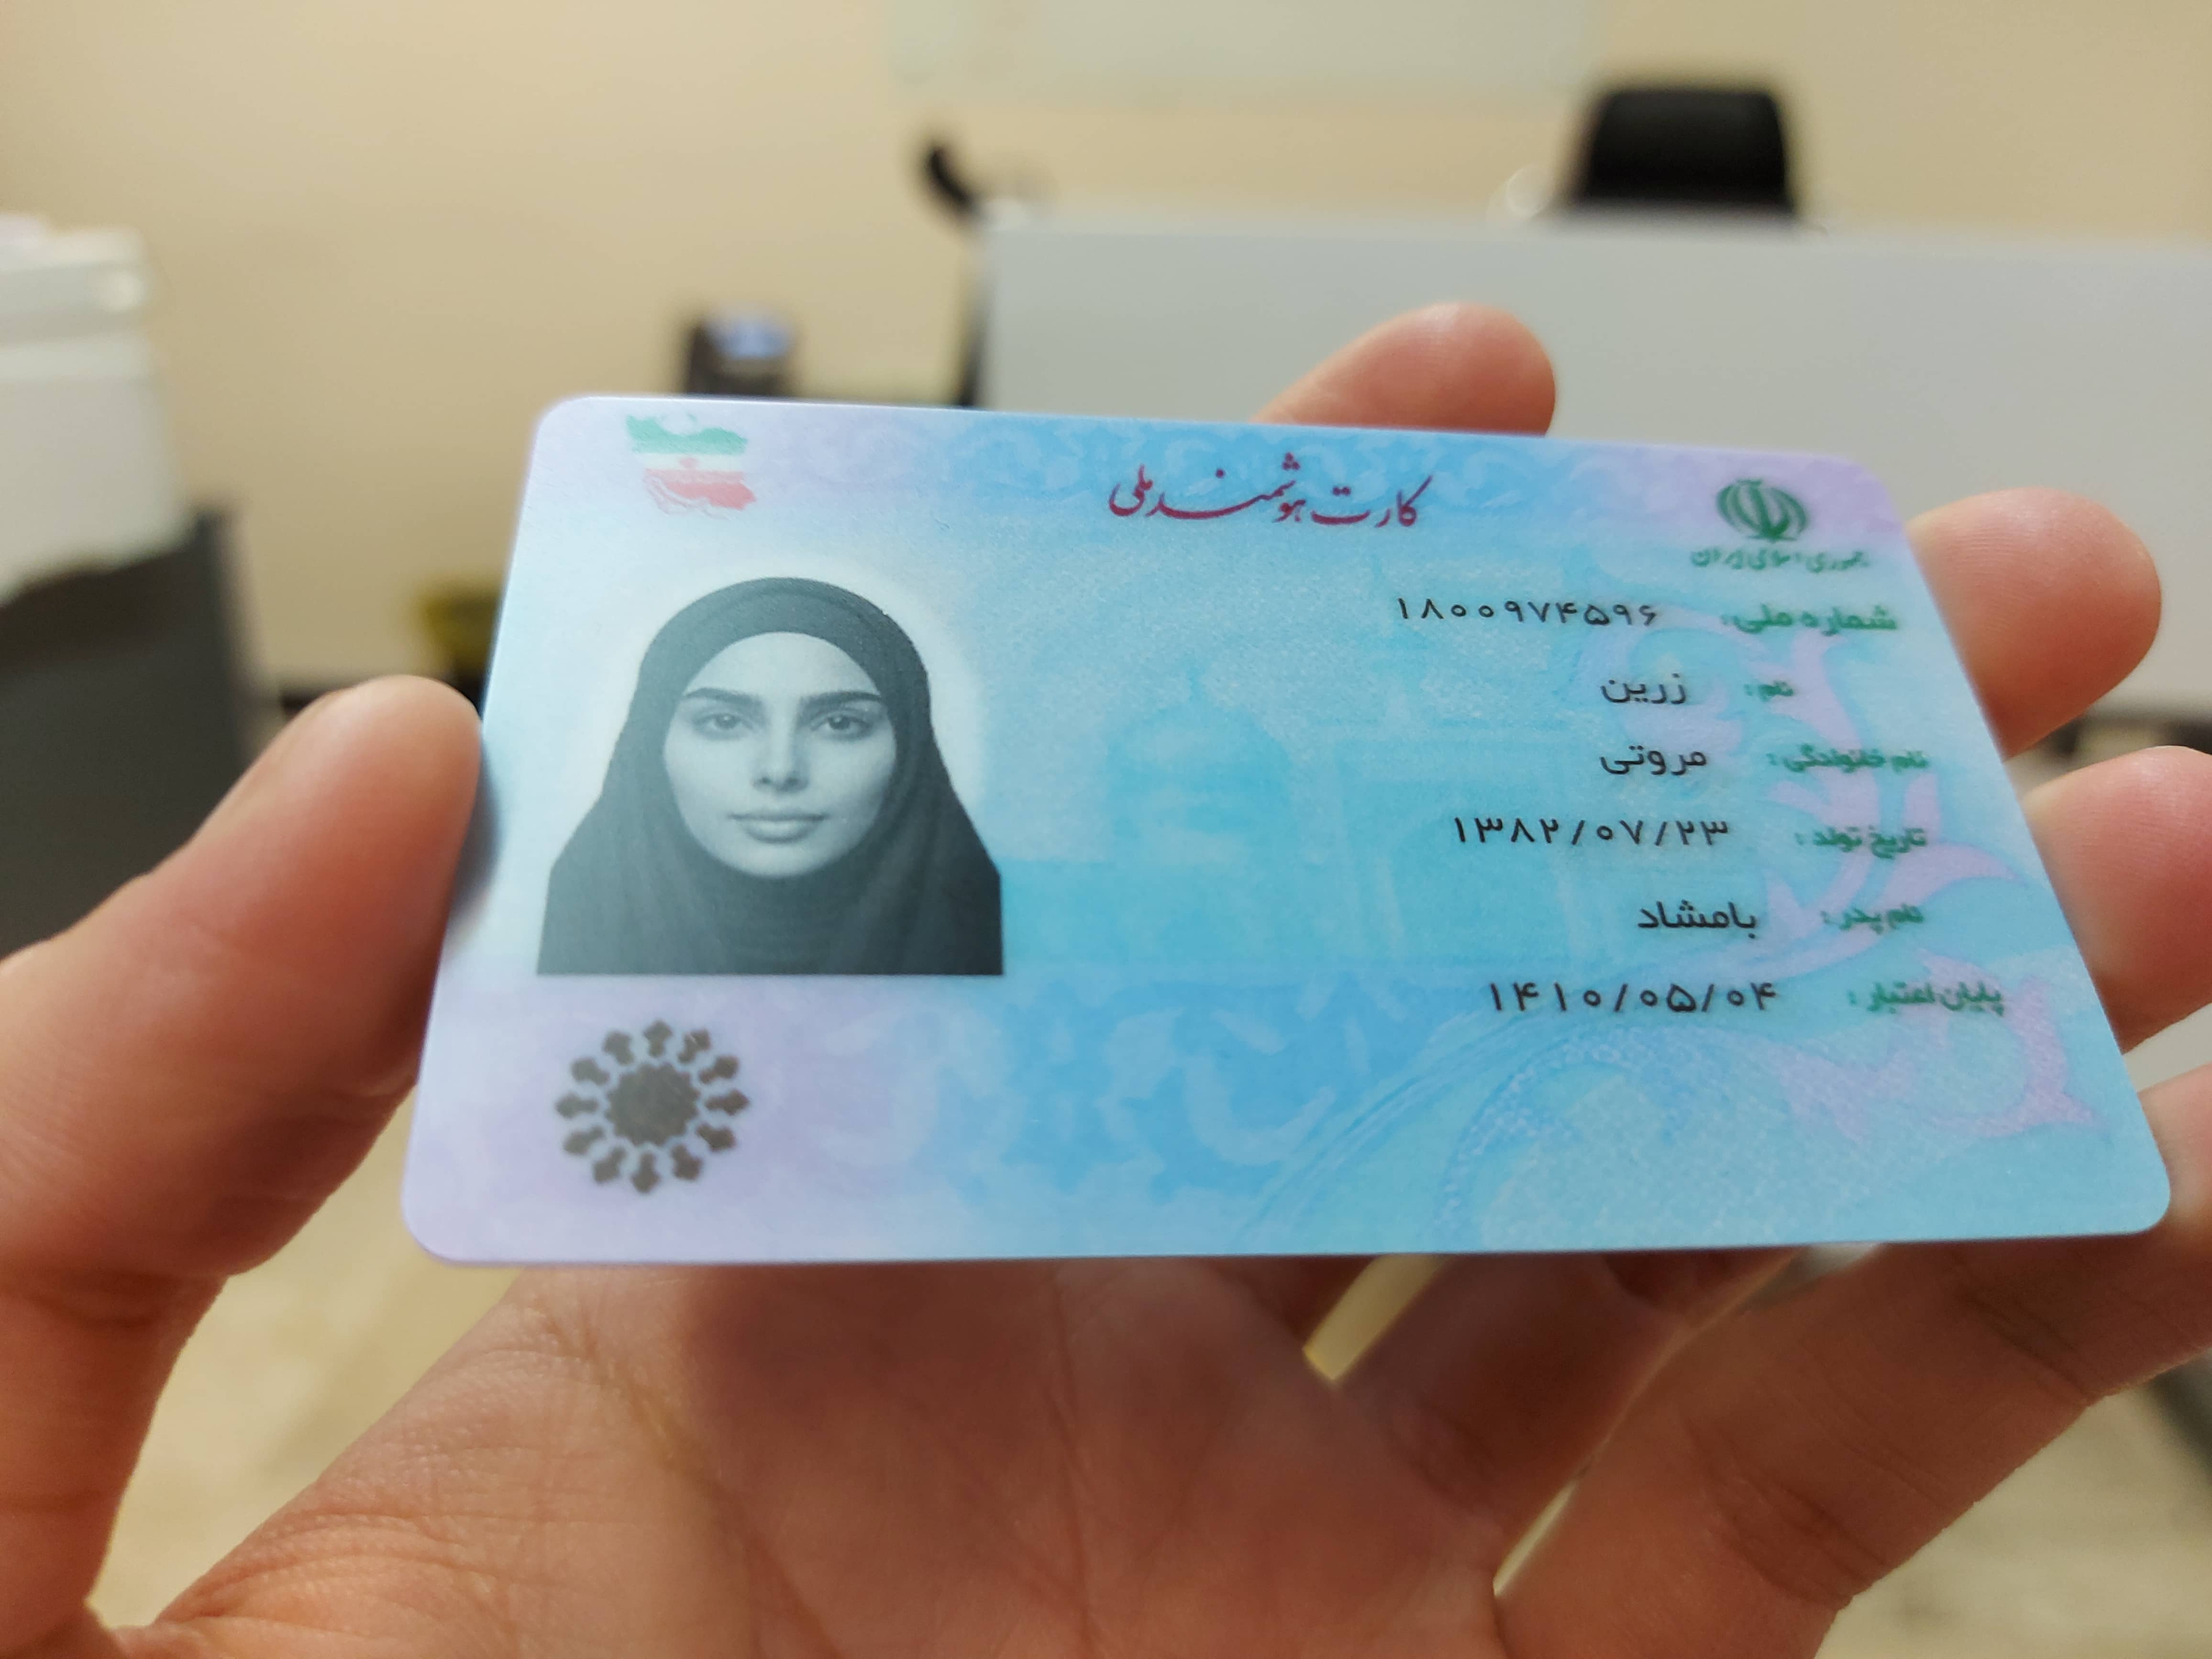 کارت هوشمند ملی
جمهوری اسلامی ایران
شماره ملی: ۱۸۰۰۹۷۴۵۹۶
نام: زرین
نام خانوادگی: مروتی
تاریخ تولد: ۱۳۸۲/۰۷/۲۳
نام پدر: بامشاد
پایان اعتبار: ۱۴۱۰/۰۵/۰۴